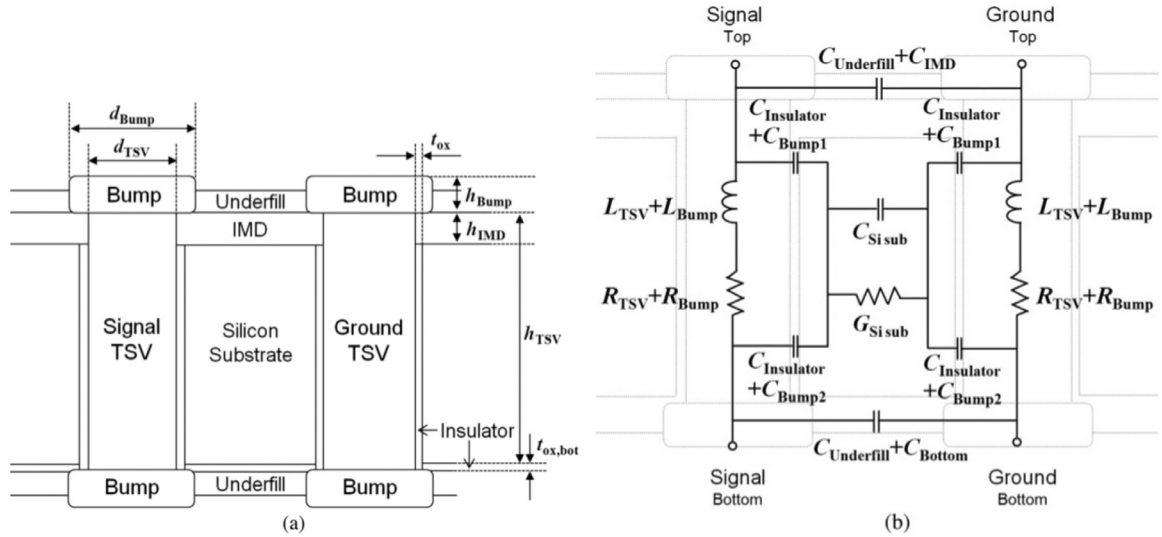 d_Bump
d_TSV
t_ox
Bump
Bump
Underfill
h_Bump
IMD
h_IMD
Signal
TSV
Silicon
Substrate
Ground
TSV
h_TSV
Insulator
t_ox,bot
Bump
Underfill
Bump
(a)
Signal
Top
Ground
Top
C_Underfill+C_IMD
C_Insulator
+C_Bump1
C_Insulator
+C_Bump1
L_TSV+L_Bump
C_Si sub
L_TSV+L_Bump
R_TSV+R_Bump
G_Si sub
R_TSV+R_Bump
C_Insulator
+C_Bump2
C_Insulator
+C_Bump2
C_Underfill+C_Bottom
Signal
Bottom
Ground
Bottom
(b)